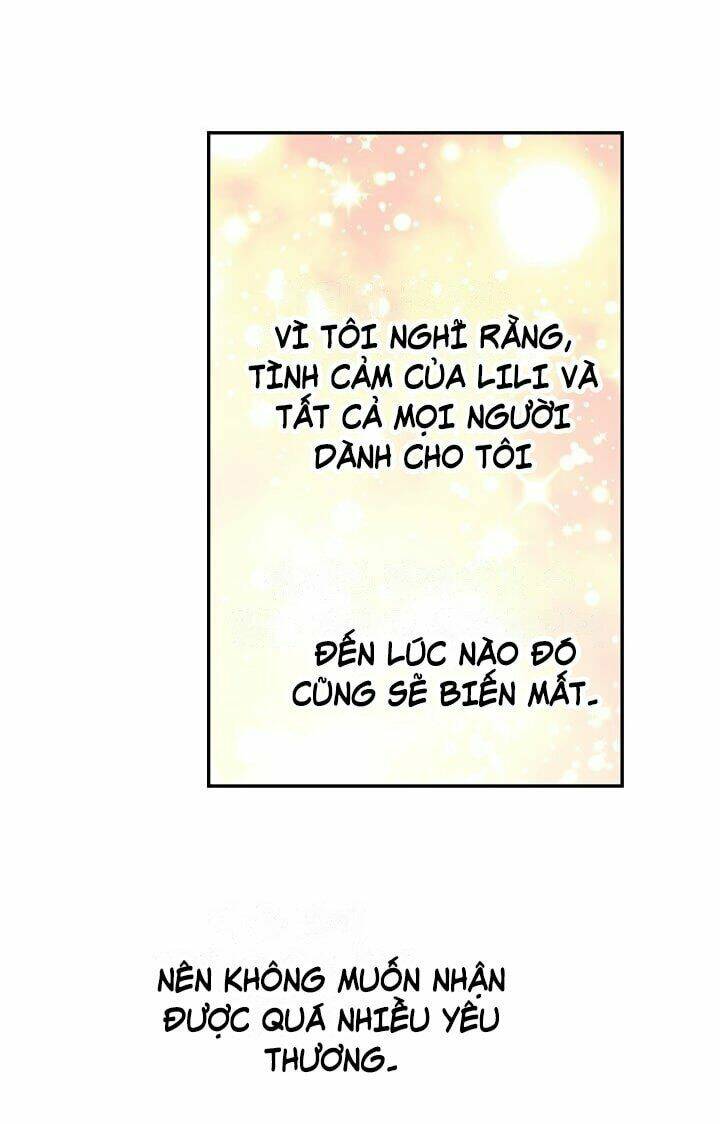 VÌ TÔI NGHĨ RẰNG,
TÌNH CẢM CỦA LILI VÀ
TẤT CẢ MỌI NGƯỜI
DÀNH CHO TÔI
ĐẾN LÚC NÀO ĐÓ
CŨNG SẼ BIẾN MẤT.
NÊN KHÔNG MUỐN NHẬN
ĐƯỢC QUÁ NHIỀU YÊU
THƯƠNG.